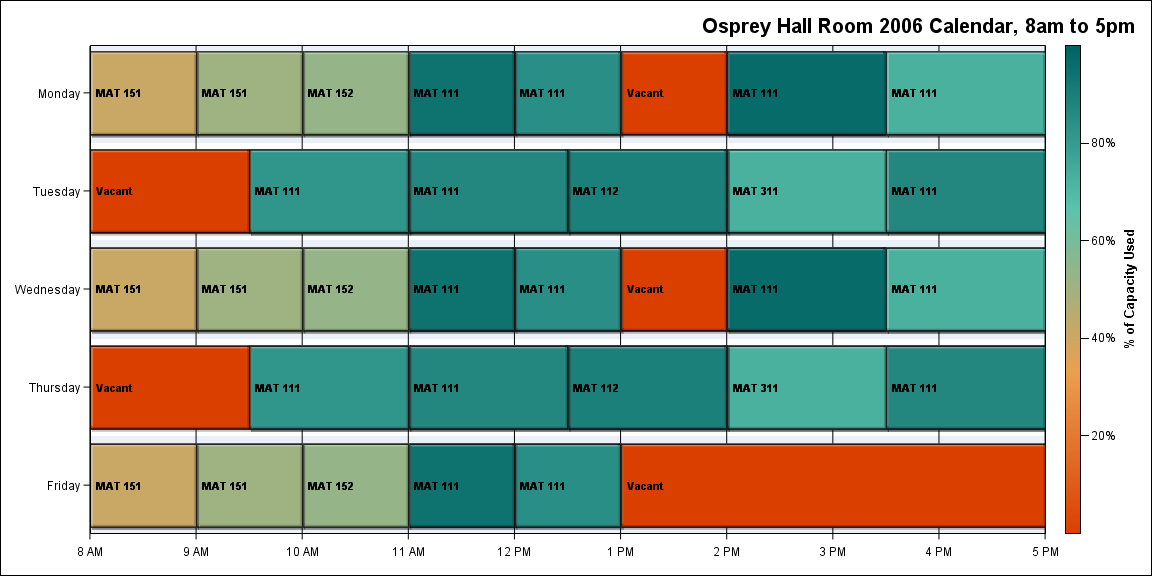 Osprey Hall Room 2006 Calendar, 8am to 5pm
Monday
MAT 151
MAT 151
MAT 152
MAT 111
MAT 111
Vacant
MAT 111
MAT 111
Tuesday
Vacant
MAT 111
MAT 111
MAT 112
MAT 311
MAT 111
Wednesday
MAT 151
MAT 151
MAT 152
MAT 111
MAT 111
Vacant
MAT 111
MAT 111
Thursday
Vacant
MAT 111
MAT 111
MAT 112
MAT 311
MAT 111
Friday
MAT 151
MAT 151
MAT 152
MAT 111
MAT 111
Vacant
8 AM
9 AM
10 AM
11 AM
12 PM
1 PM
2 PM
3 PM
4 PM
5 PM
80%
60%
40%
20%
% of Capacity Used